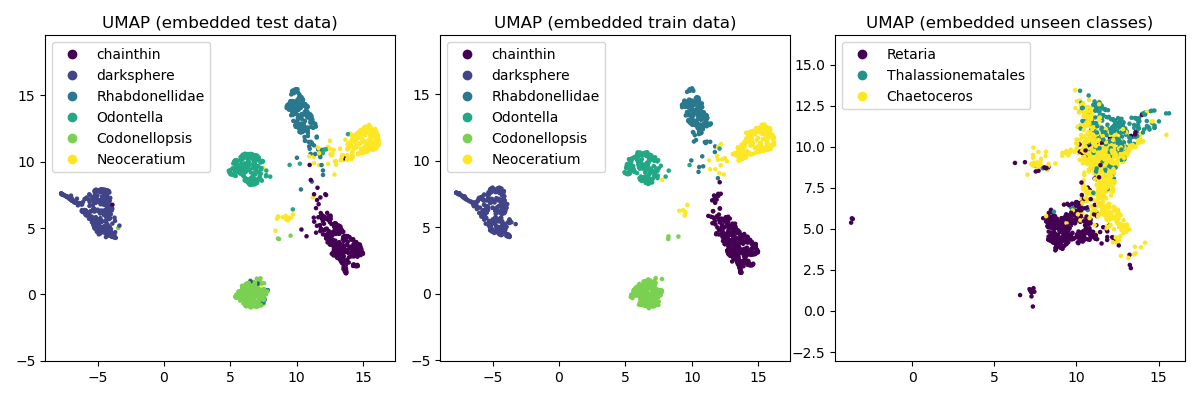 UMAP (embedded test data)
chainthin
darksphere
Rhabdonellidae
Odontella
Codonellopsis
Neoceratium
15
10
5
0
−5
−5
0
5
10
15
UMAP (embedded train data)
chainthin
darksphere
Rhabdonellidae
Odontella
Codonellopsis
Neoceratium
15
10
5
0
−5
−5
0
5
10
15
UMAP (embedded unseen classes)
Retaria
Thalassionematales
Chaetoceros
15.0
12.5
10.0
7.5
5.0
2.5
0.0
−2.5
0
5
10
15